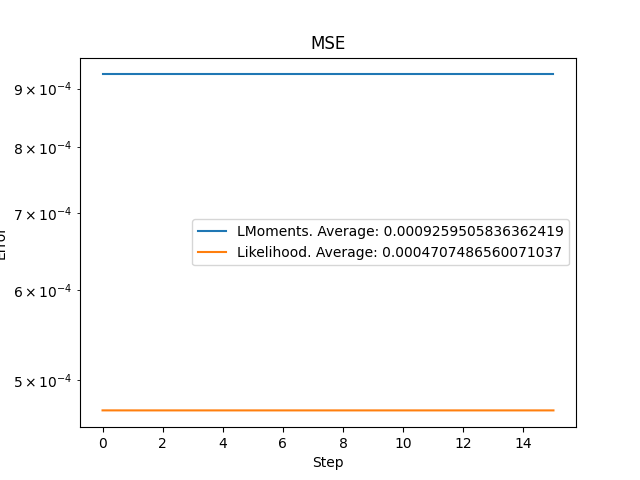 MSE
9 × 10⁻⁴
8 × 10⁻⁴
7 × 10⁻⁴
6 × 10⁻⁴
5 × 10⁻⁴
Error
LMoments. Average: 0.0009259505836362419
Likelihood. Average: 0.0004707486560071037
0 2 4 6 8 10 12 14
Step